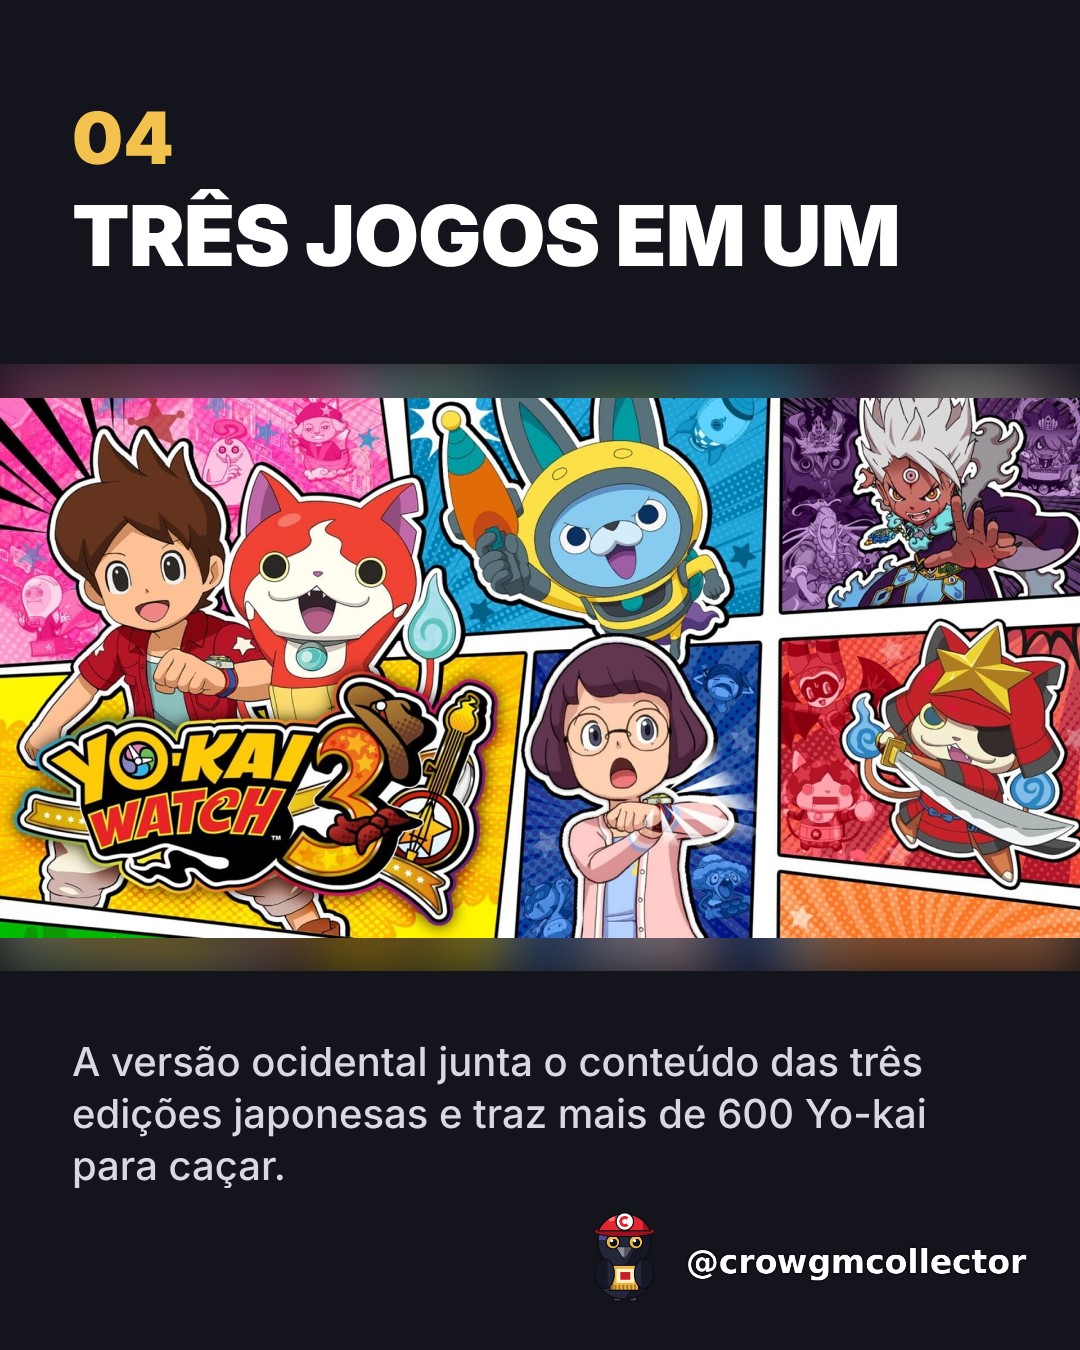 04
TRÊS JOGOS EM UM
YO-KAI
WATCH™ 3
A versão ocidental junta o conteúdo das três
edições japonesas e traz mais de 600 Yo-kai
para caçar.
C
@crowgmcollector